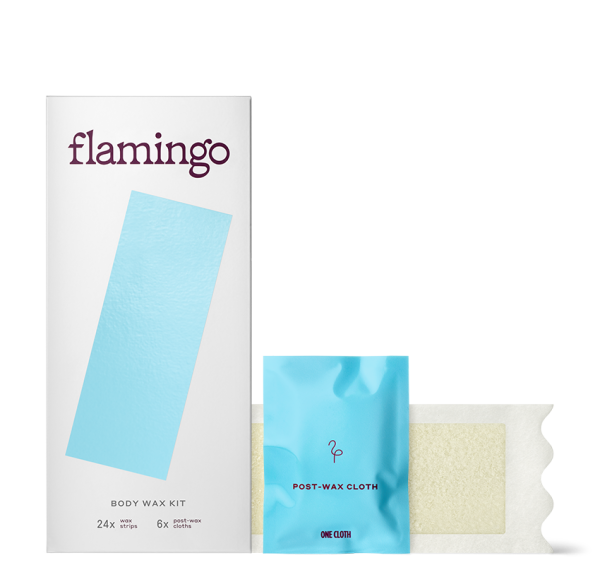 flamingo
BODY WAX KIT
24x wax strips 6x post-wax cloths
POST-WAX CLOTH
ONE CLOTH